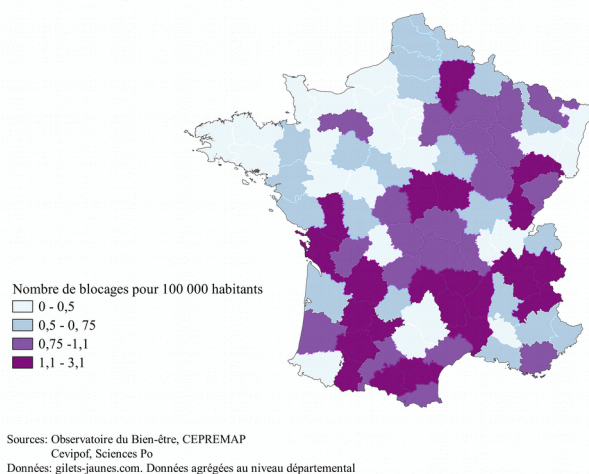 Nombre de blocages pour 100 000 habitants
0 - 0,5
0,5 - 0, 75
0,75 -1,1
1,1 - 3,1
Sources: Observatoire du Bien-être, CEPREMAP
Cevipof, Sciences Po
Données: gilets-jaunes.com. Données agrégées au niveau départemental